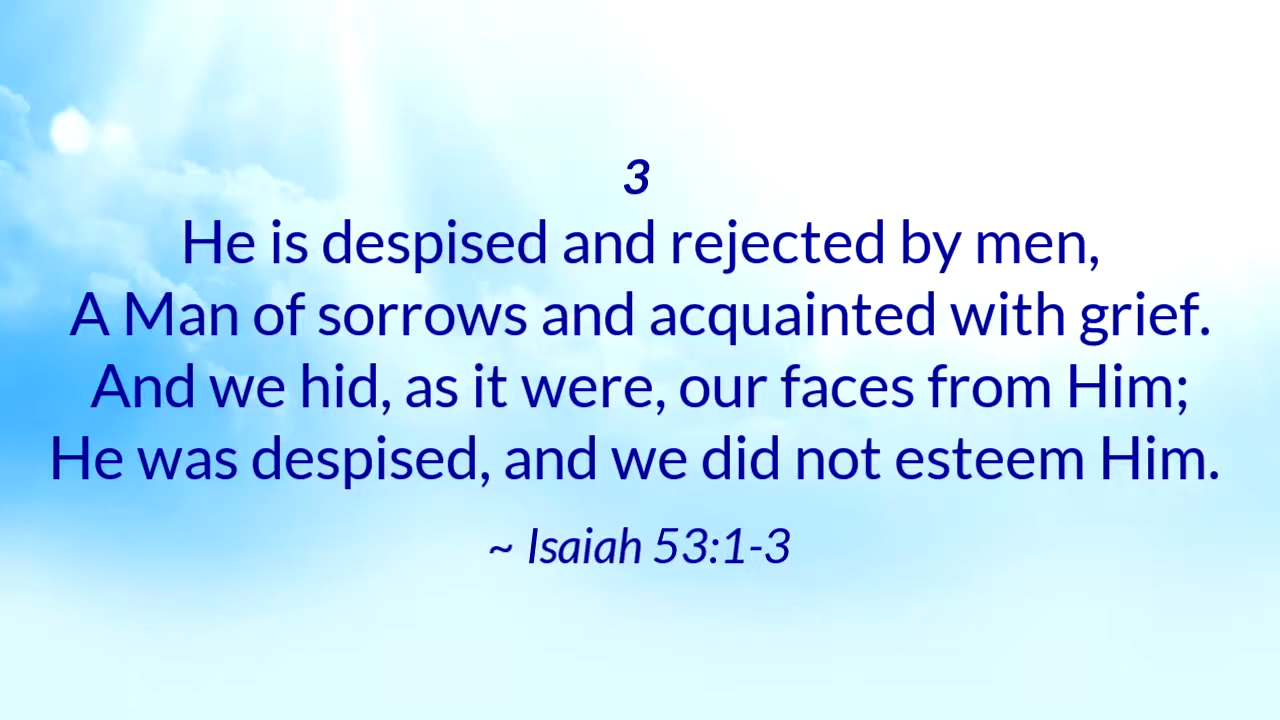 3
He is despised and rejected by men,
A Man of sorrows and acquainted with grief.
And we hid, as it were, our faces from Him;
He was despised, and we did not esteem Him.
~ Isaiah 53:1-3